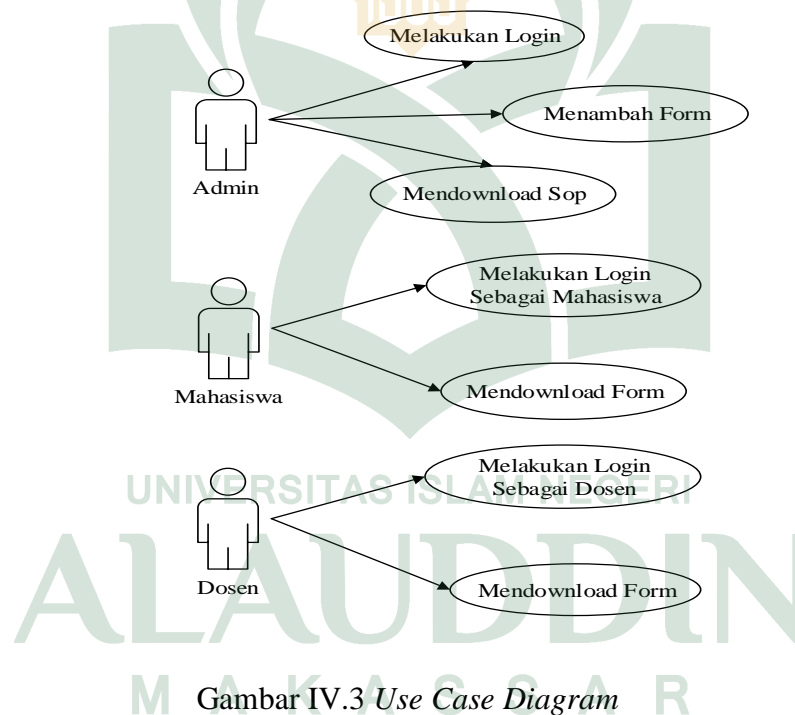 Melakukan Login
Menambah Form
Admin
Mendownload Sop
Melakukan Login
Sebagai Mahasiswa
Mahasiswa
Mendownload Form
Melakukan Login
Sebagai Dosen
UNIVERSITAS ISLAM NEGERI
Dosen
Mendownload Form
ALAUDDIN
MAKASSAR
Gambar IV.3 Use Case Diagram